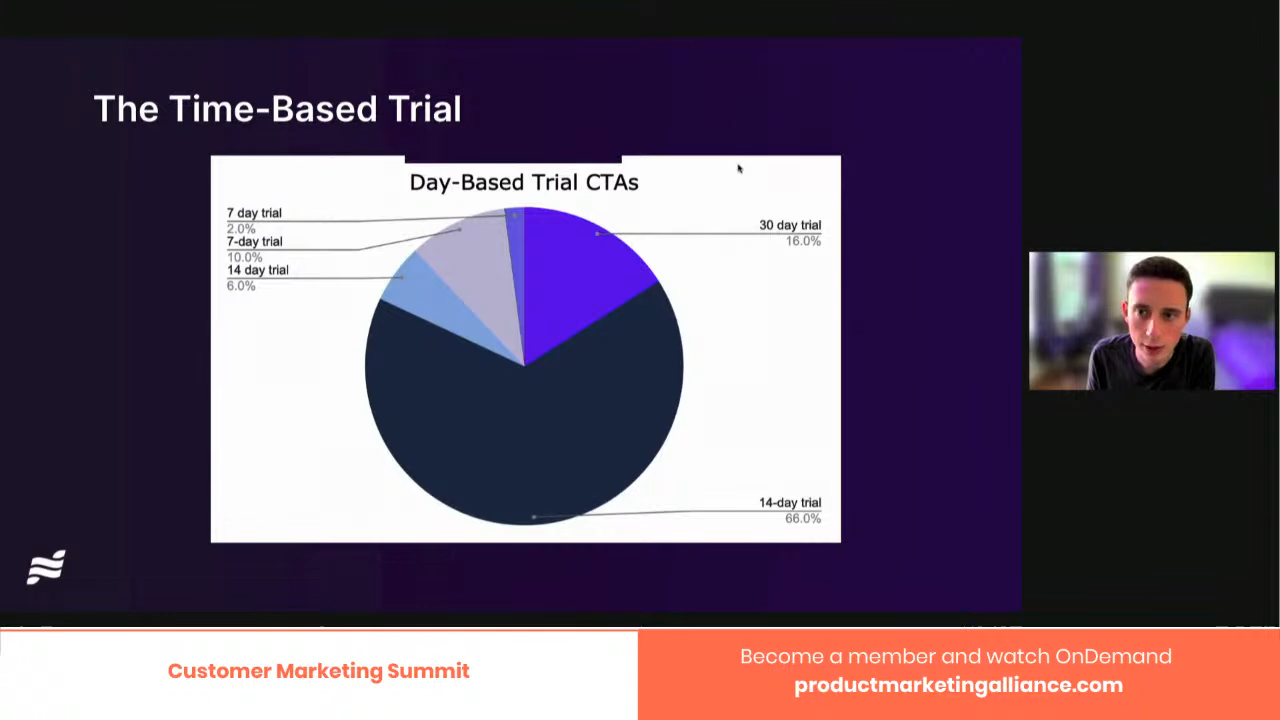 The Time-Based Trial
Day-Based Trial CTAs
7 day trial
2.0%
7-day trial
10.0%
14 day trial
6.0%
30 day trial
16.0%
14-day trial
66.0%
Customer Marketing Summit
Become a member and watch OnDemand
productmarketingalliance.com